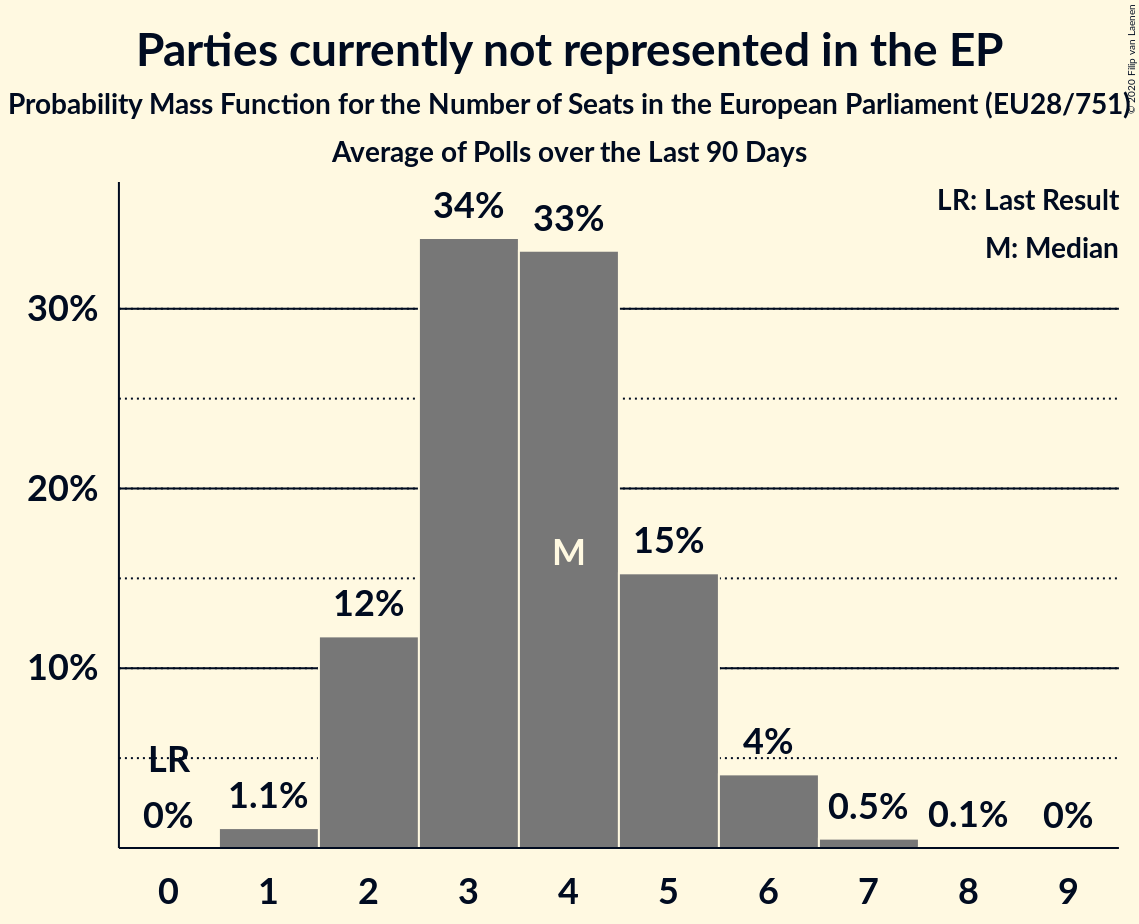 Parties currently not represented in the EP
Probability Mass Function for the Number of Seats in the European Parliament (EU28/751)
Average of Polls over the Last 90 Days
© 2020 Filip van Laenen
LR: Last Result
M: Median
34%
33%
30%
20%
15%
M
12%
10%
LR
4%
0%
1.1%
0.5%
0.1%
0%
0 1 2 3 4 5 6 7 8 9